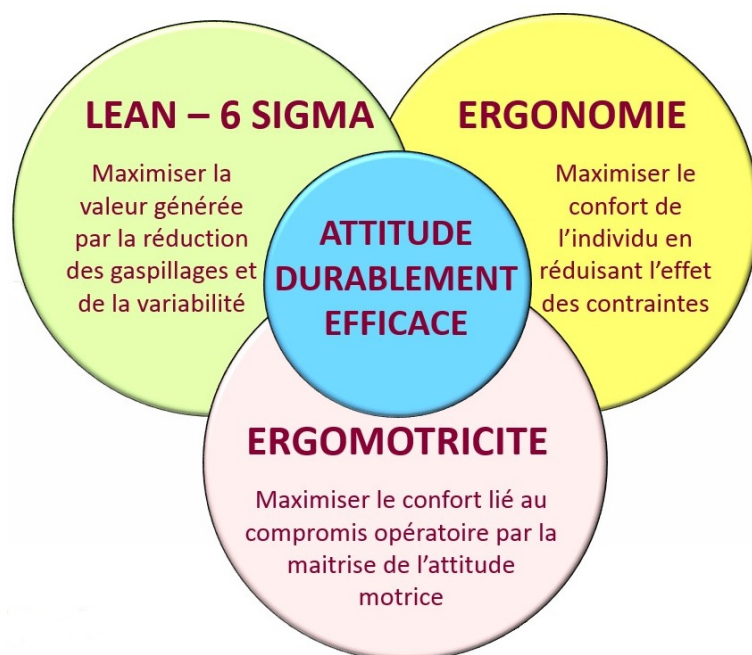 LEAN – 6 SIGMA
Maximiser la
valeur générée
par la réduction
des gaspillages et
de la variabilité
ERGONOMIE
Maximiser le
confort de
l’individu en
réduisant l’effet
des contraintes
ATTITUDE
DURABLEMENT
EFFICACE
ERGOMOTRICITE
Maximiser le confort lié au
compromis opératoire par la
maitrise de l’attitude
motrice